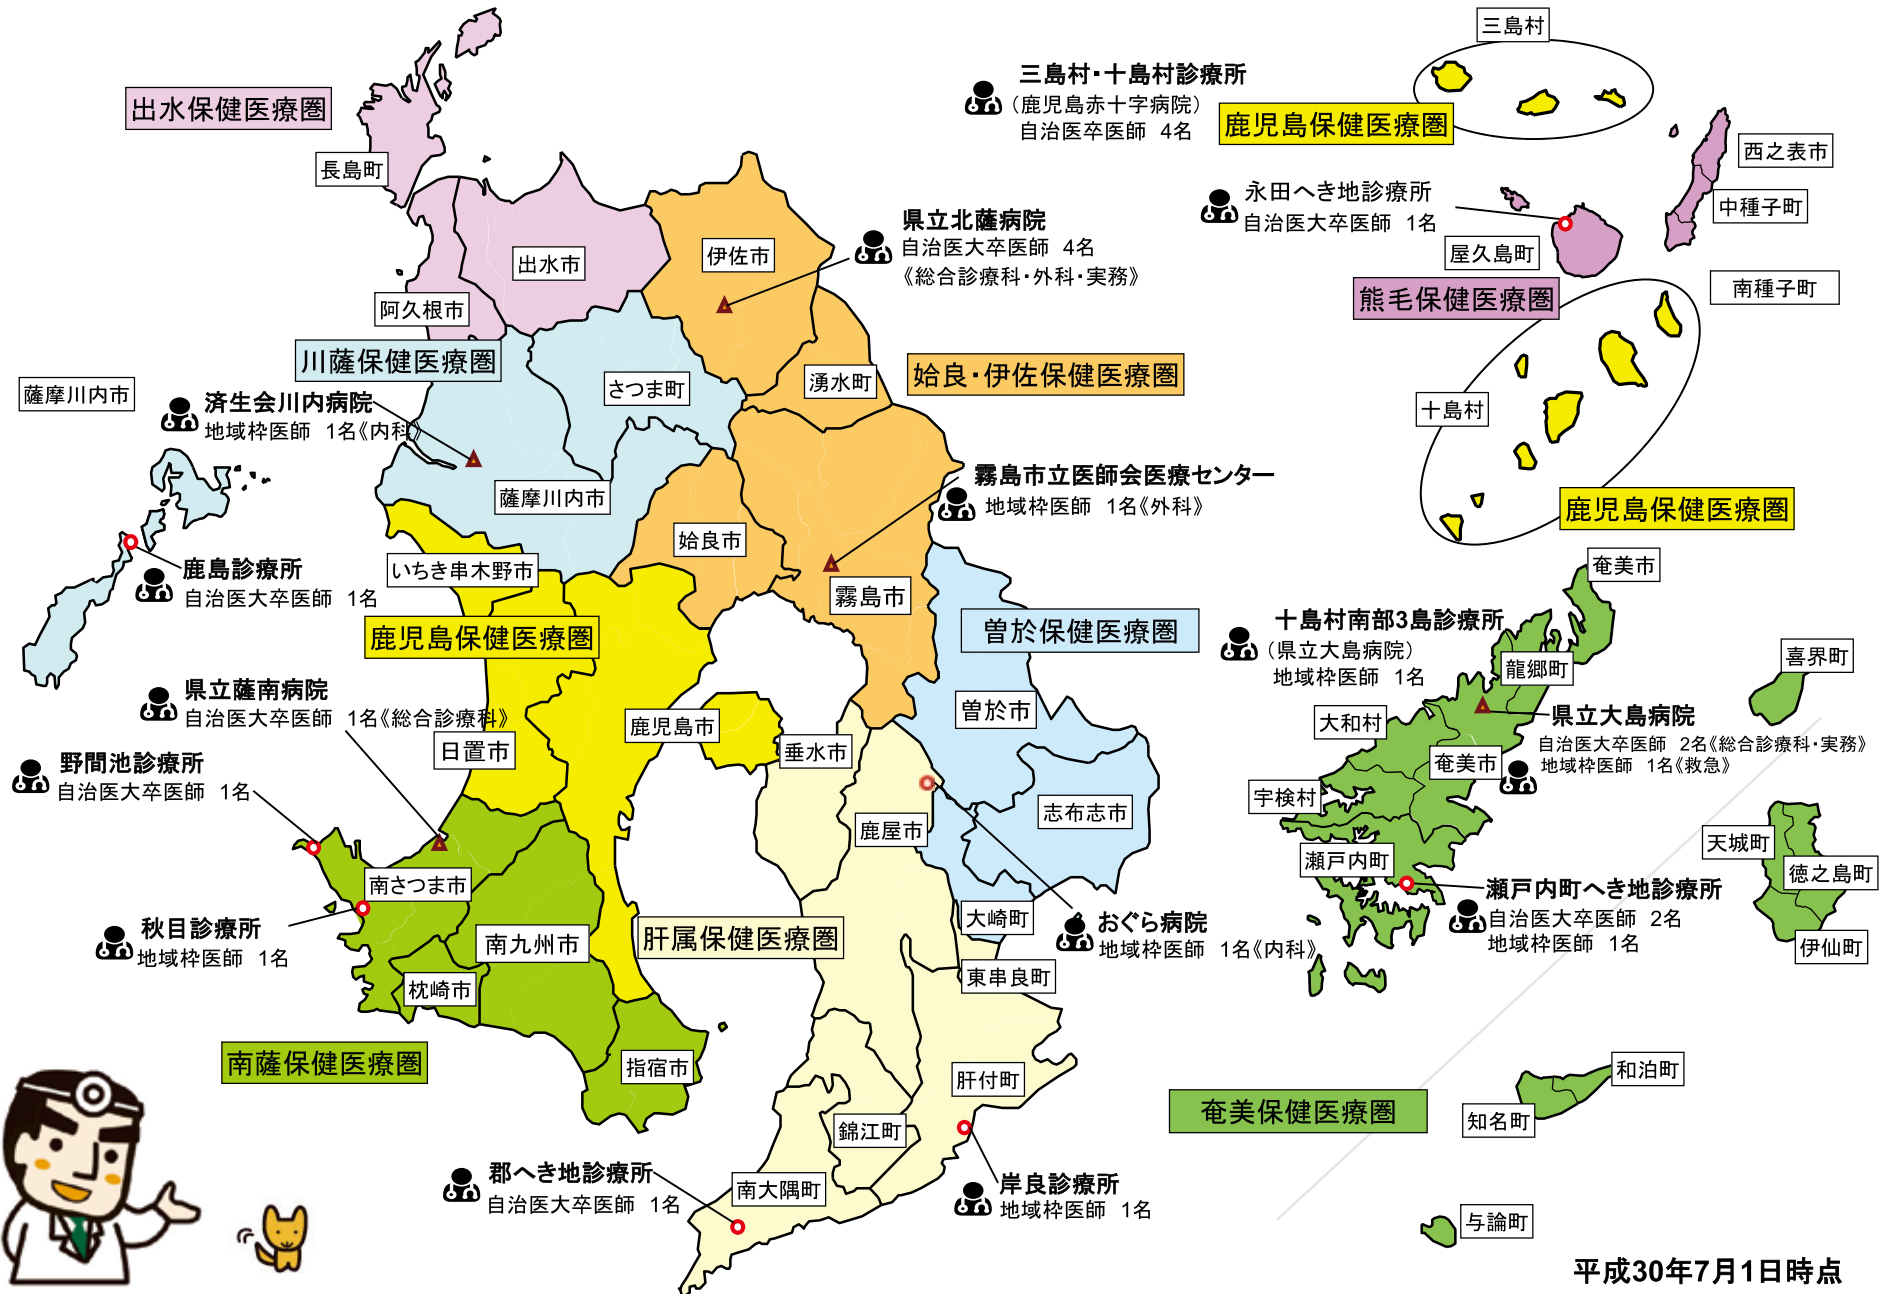 三島村
三島村・十島村診療所
（鹿児島赤十字病院）
自治医卒医師 4名
鹿児島保健医療圏
出水保健医療圏
長島町
西之表市
永田へき地診療所
自治医大卒医師 1名
中種子町
屋久島町
熊毛保健医療圏
南種子町
県立北薩病院
自治医大卒医師 4名
《総合診療科・外科・実務》
伊佐市
出水市
阿久根市
川薩保健医療圏
さつま町
湧水町
姶良・伊佐保健医療圏
薩摩川内市
済生会川内病院
地域枠医師 1名《内科》
十島村
薩摩川内市
霧島市立医師会医療センター
地域枠医師 1名《外科》
鹿児島保健医療圏
姶良市
いちき串木野市
鹿島診療所
自治医大卒医師 1名
霧島市
奄美市
鹿児島保健医療圏
曽於保健医療圏
十島村南部3島診療所
（県立大島病院）
地域枠医師 1名
龍郷町
喜界町
県立薩南病院
自治医大卒医師 1名《総合診療科》
曽於市
鹿児島市
大和村
県立大島病院
自治医大卒医師 2名《総合診療科・実務》
地域枠医師 1名《救急》
日置市
垂水市
奄美市
野間池診療所
自治医大卒医師 1名
宇検村
志布志市
鹿屋市
天城町
瀬戸内町
徳之島町
南さつま市
瀬戸内町へき地診療所
自治医大卒医師 2名
地域枠医師 1名
秋目診療所
地域枠医師 1名
大崎町
おぐら病院
地域枠医師 1名《内科》
南九州市
肝属保健医療圏
伊仙町
東串良町
枕崎市
南薩保健医療圏
指宿市
肝付町
和泊町
奄美保健医療圏
知名町
錦江町
郡へき地診療所
自治医大卒医師 1名
南大隅町
岸良診療所
地域枠医師 1名
与論町
平成30年7月1日時点